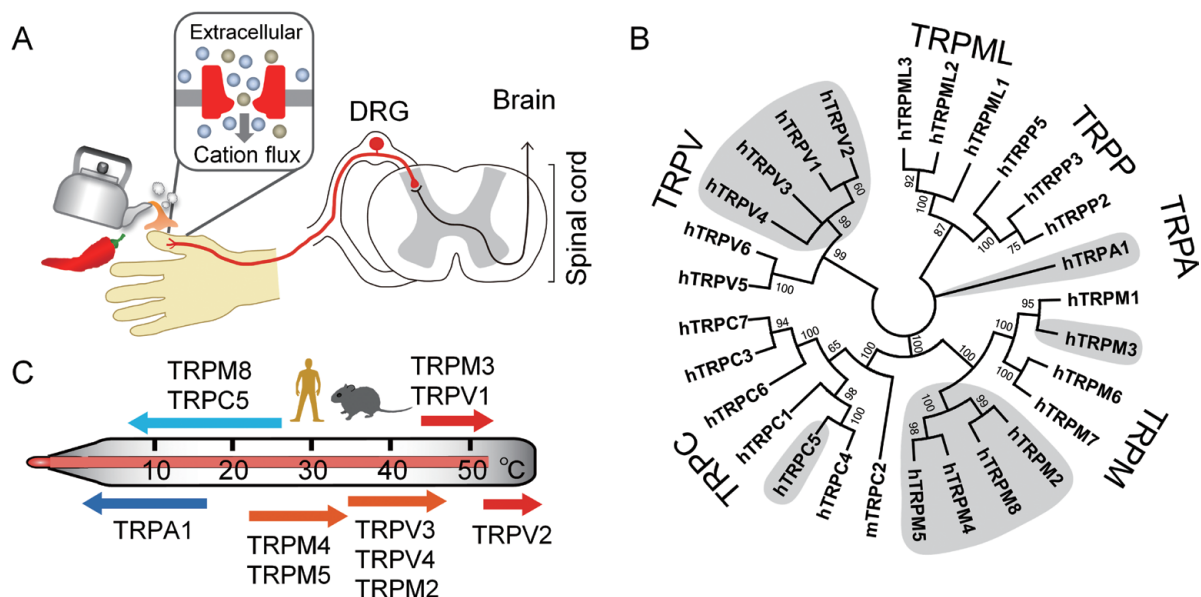 A
Extracellular
Cation flux
DRG
Brain
Spinal cord
B
TRPML
TRPP
TRPA
TRPM
TRPC
TRPV
hTRPML3
hTRPML2
hTRPML1
hTRPP5
hTRPP3
hTRPP2
hTRPA1
hTRPM1
hTRPM3
hTRPM6
hTRPM7
hTRPM2
hTRPM8
hTRPM4
hTRPM5
mTRPC2
hTRPC4
hTRPC5
hTRPC1
hTRPC6
hTRPC3
hTRPC7
hTRPV5
hTRPV6
hTRPV4
hTRPV3
hTRPV1
hTRPV2
92
100
87
100
75
95
100
100
100
99
100
98
100
100
100
98
65
100
94
100
99
99
60
C
TRPM8
TRPC5
TRPM3
TRPV1
10 20 30 40 50 °C
TRPA1
TRPM4
TRPM5
TRPV3
TRPV4
TRPM2
TRPV2